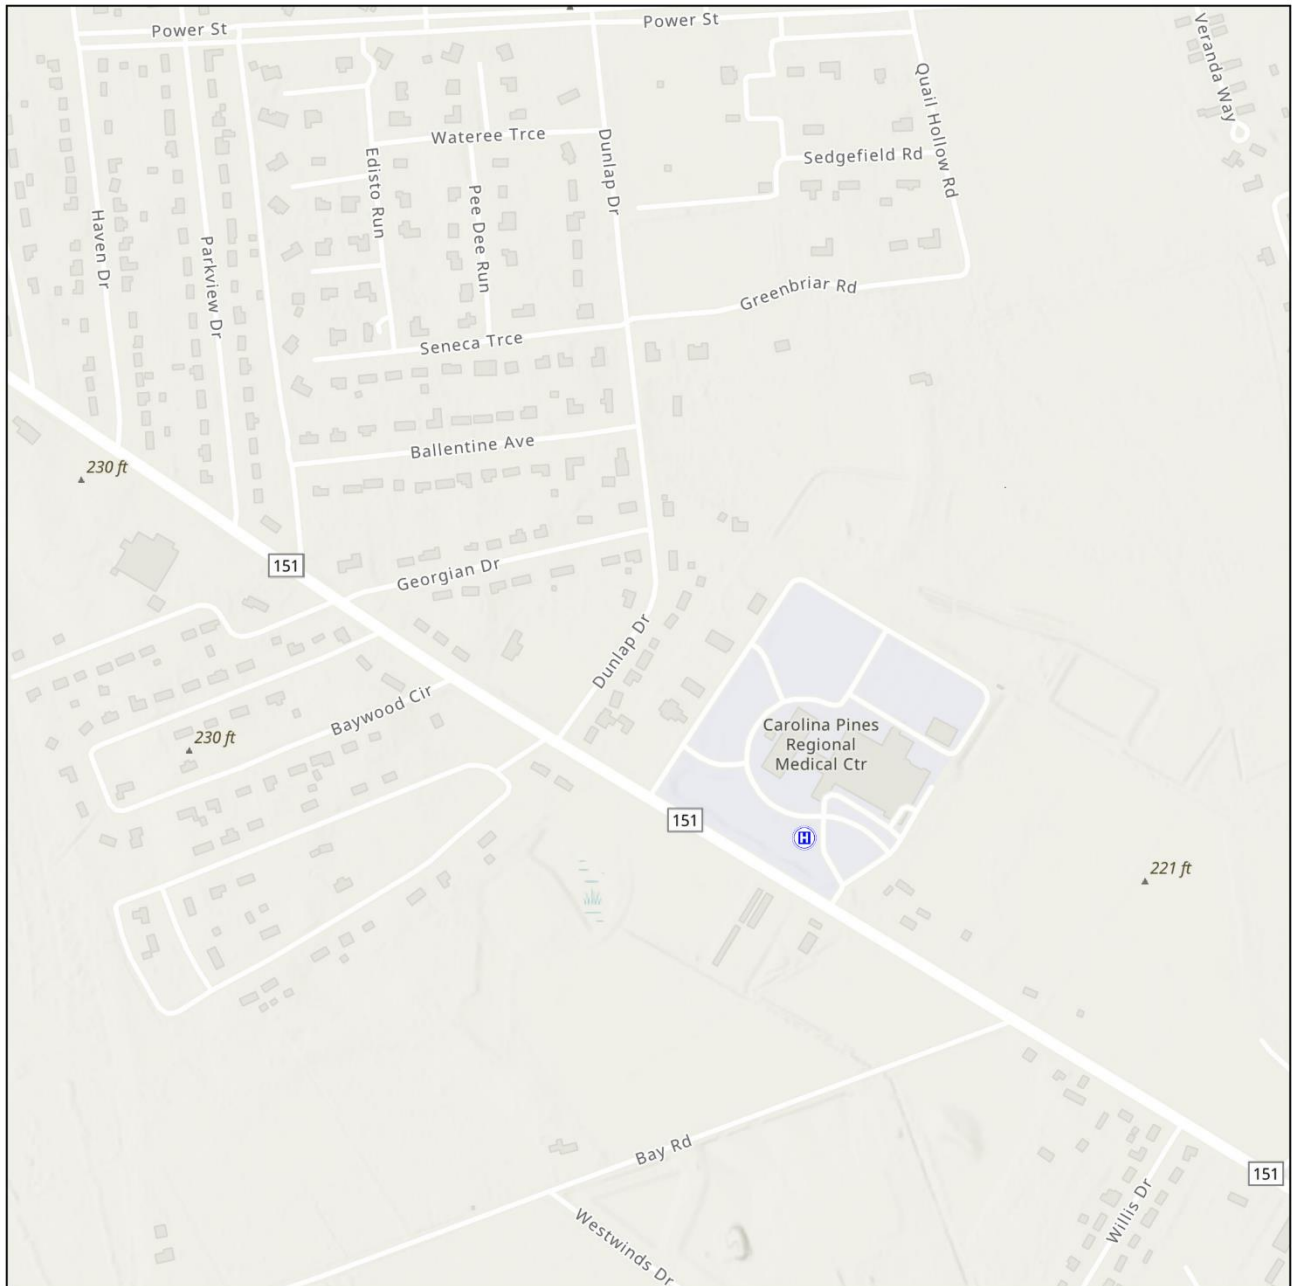 Power St
Power St
Veranda Way
Quail Hollow Rd
Wateree Trce
Dunlap Dr
Sedgefield Rd
Edisto Run
Pee Dee Run
Haven Dr
Parkview Dr
Greenbriar Rd
Seneca Trce
Ballentine Ave
230 ft
151
Georgian Dr
Dunlap Dr
Baywood Cir
230 ft
Carolina Pines
Regional
Medical Ctr
151
H
221 ft
Bay Rd
151
Willis Dr
Westwinds Dr